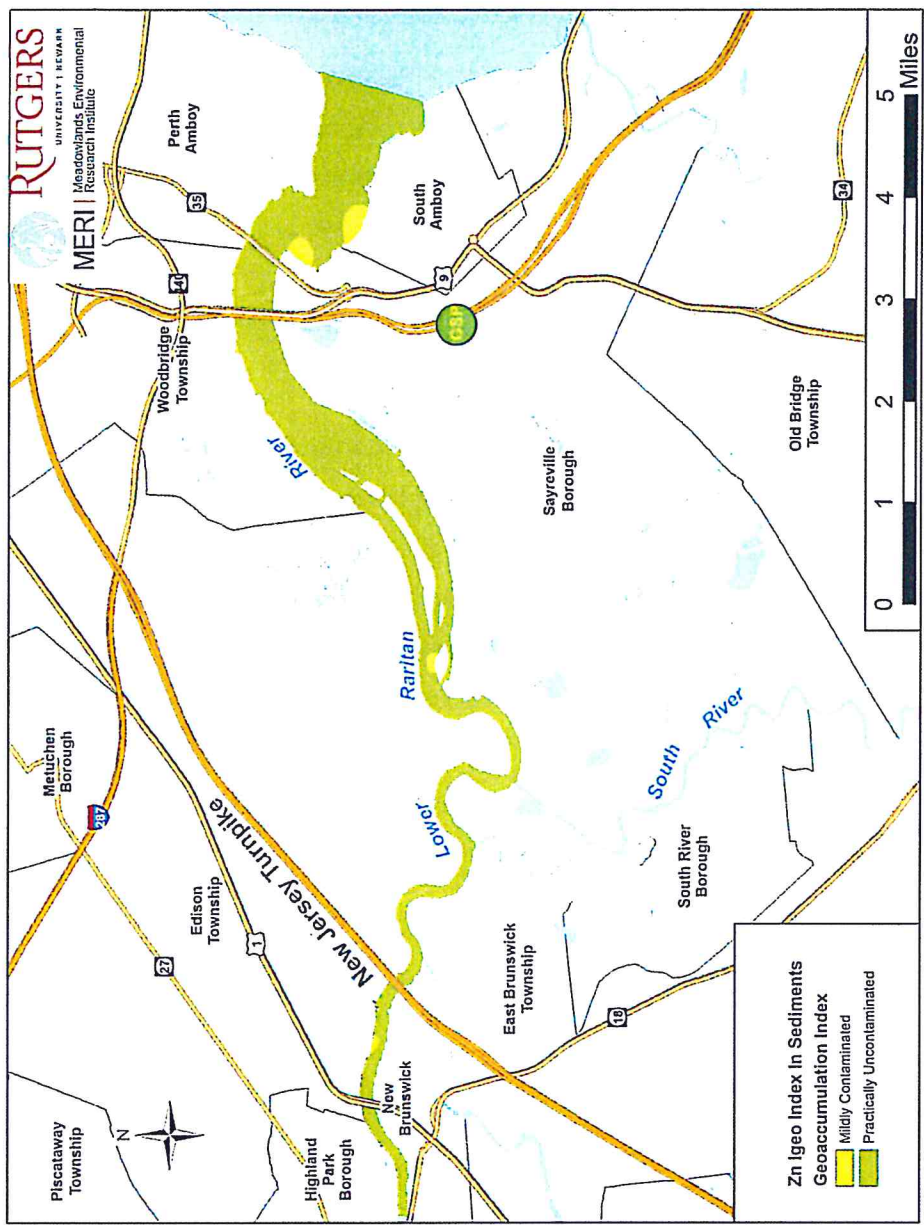 RUTGERS
UNIVERSITY | NEWARK
MERI | Meadowlands Environmental
Research Institute
Piscataway
Township
N
Metuchen
Borough
287
27
Edison
Township
1
New Jersey Turnpike
Highland
Park
Borough
New
Brunswick
Woodbridge
Township
440
Perth
Amboy
35
River
Raritan
Lower
South
Amboy
9
GSP
Sayreville
Borough
South River
East Brunswick
Township
18
South River
Borough
Old Bridge
Township
34
Zn Igeo Index In Sediments
Geoaccumulation Index
Mildly Contaminated
Practically Uncontaminated
0 1 2 3 4 5
Miles